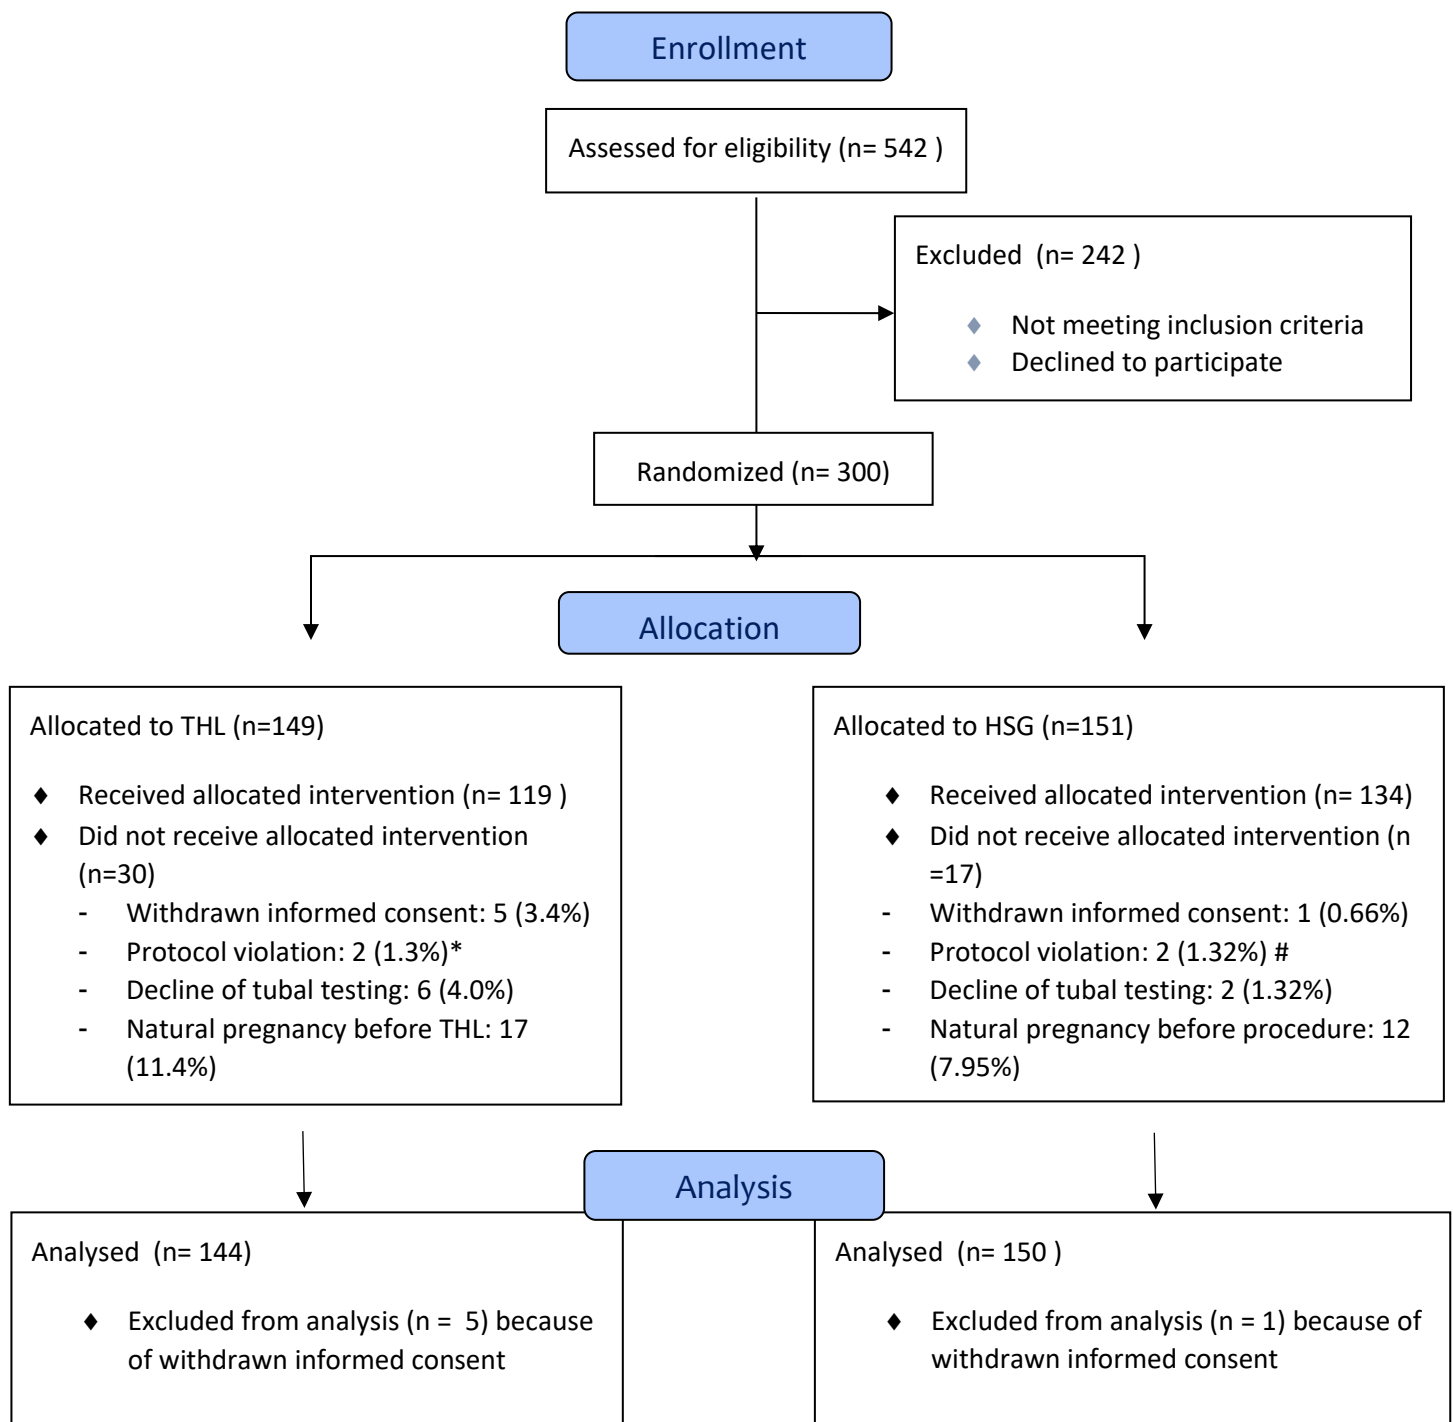 Enrollment
Assessed for eligibility (n= 542 )
Excluded  (n= 242 )
♦ Not meeting inclusion criteria
♦ Declined to participate
Randomized (n= 300)
Allocation
Allocated to THL (n=149)
♦ Received allocated intervention (n= 119 )
♦ Did not receive allocated intervention
(n=30)
- Withdrawn informed consent: 5 (3.4%)
- Protocol violation: 2 (1.3%)*
- Decline of tubal testing: 6 (4.0%)
- Natural pregnancy before THL: 17
(11.4%)
Allocated to HSG (n=151)
♦ Received allocated intervention (n= 134)
♦ Did not receive allocated intervention (n
=17)
- Withdrawn informed consent: 1 (0.66%)
- Protocol violation: 2 (1.32%) #
- Decline of tubal testing: 2 (1.32%)
- Natural pregnancy before procedure: 12
(7.95%)
Analysis
Analysed  (n= 144)
♦ Excluded from analysis (n =  5) because
of withdrawn informed consent
Analysed  (n= 150 )
♦ Excluded from analysis (n = 1) because of
withdrawn informed consent